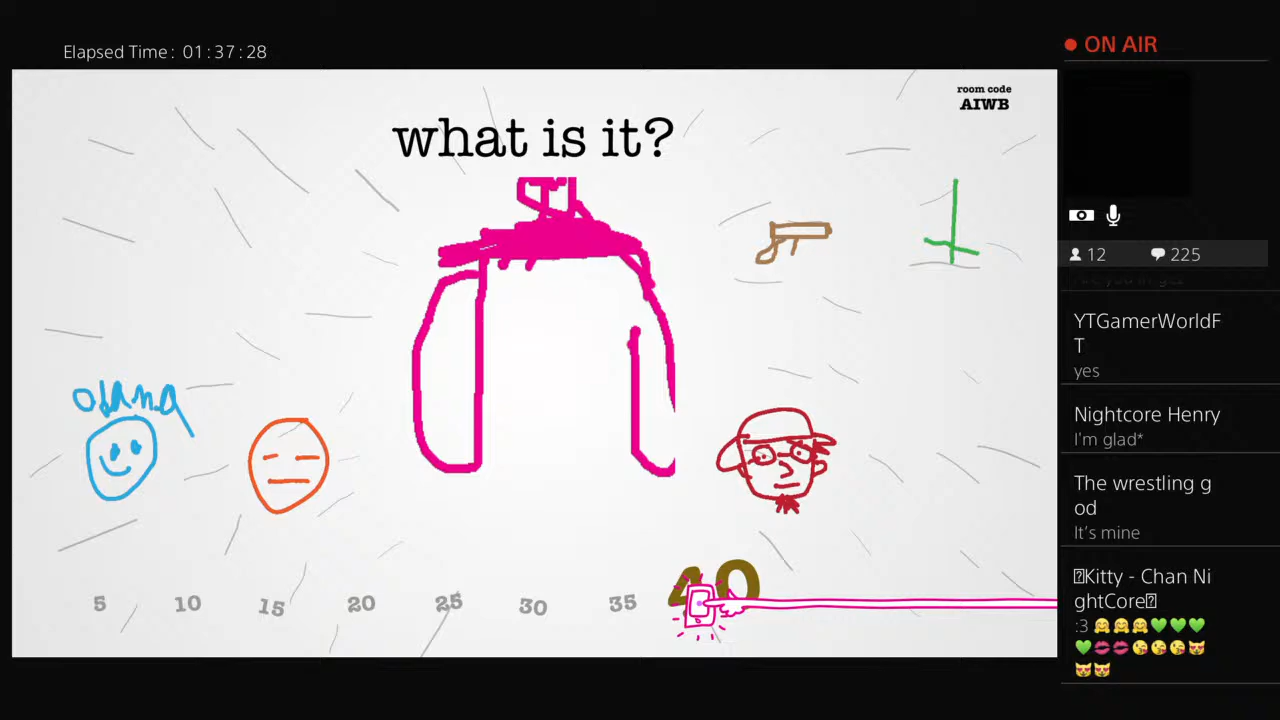 Elapsed Time: 01:37:28
ON AIR
room code
AIWB
what is it?
12
225
YTGamerWorldF
T
yes
obama
Nightcore Henry
I'm glad*
The wrestling g
od
It's mine
Kitty - Chan Ni
ghtCore
:3 🤗🤗🤗💚💚💚
💚💋💋😘😘😘😻
😻😻
5 10 15 20 25 30 35 40